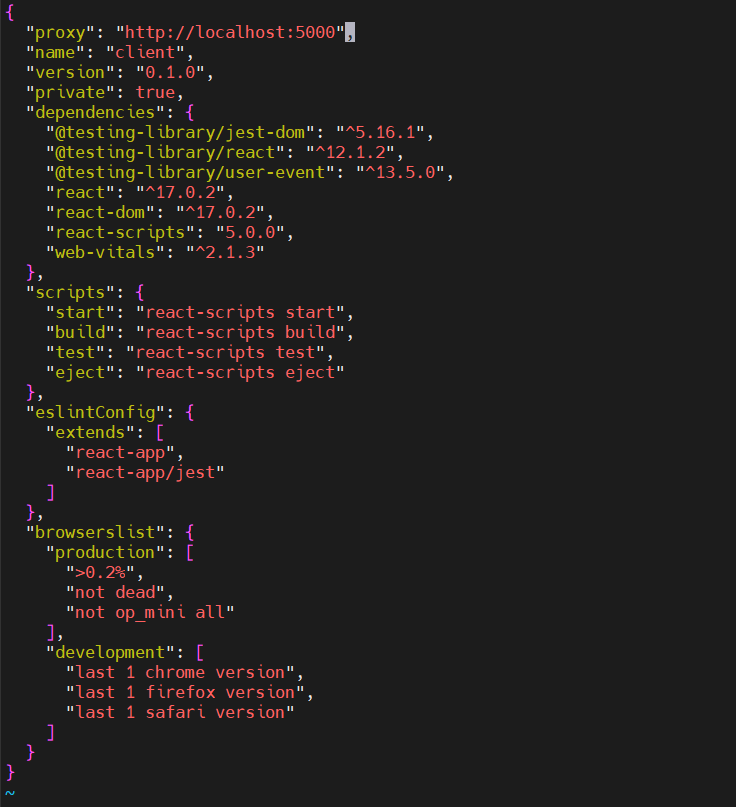 {
  "proxy": "http://localhost:5000",
  "name": "client",
  "version": "0.1.0",
  "private": true,
  "dependencies": {
    "@testing-library/jest-dom": "^5.16.1",
    "@testing-library/react": "^12.1.2",
    "@testing-library/user-event": "^13.5.0",
    "react": "^17.0.2",
    "react-dom": "^17.0.2",
    "react-scripts": "5.0.0",
    "web-vitals": "^2.1.3"
  },
  "scripts": {
    "start": "react-scripts start",
    "build": "react-scripts build",
    "test": "react-scripts test",
    "eject": "react-scripts eject"
  },
  "eslintConfig": {
    "extends": [
      "react-app",
      "react-app/jest"
    ]
  },
  "browserslist": {
    "production": [
      ">0.2%",
      "not dead",
      "not op_mini all"
    ],
    "development": [
      "last 1 chrome version",
      "last 1 firefox version",
      "last 1 safari version"
    ]
  }
}
~